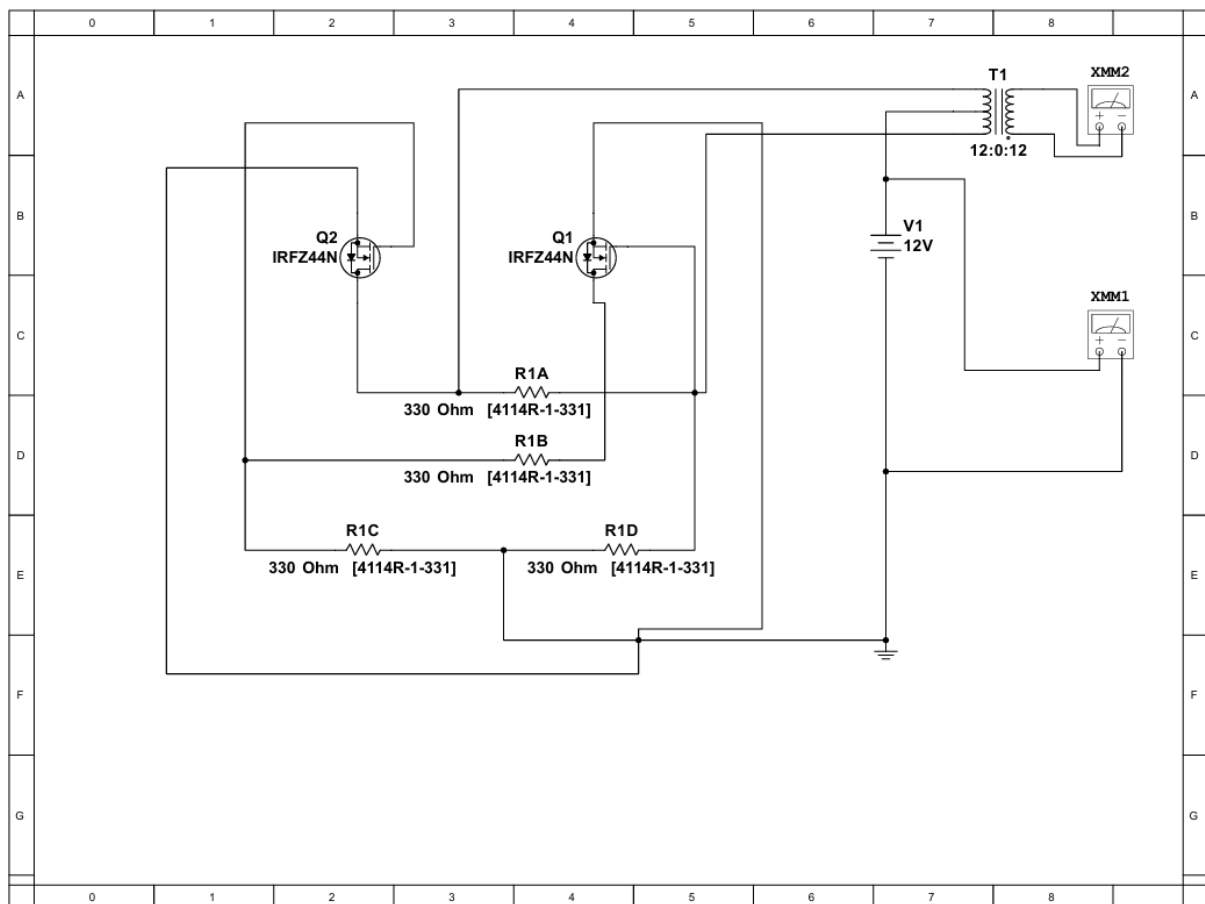 0 1 2 3 4 5 6 7 8
A A
T1
XMM2
+ −
12:0:12
B B
Q2
IRFZ44N
Q1
IRFZ44N
V1
12V
XMM1
+ −
C C
R1A
330 Ohm [4114R-1-331]
D D
R1B
330 Ohm [4114R-1-331]
R1C
330 Ohm [4114R-1-331]
R1D
330 Ohm [4114R-1-331]
E E
F F
G G
0 1 2 3 4 5 6 7 8